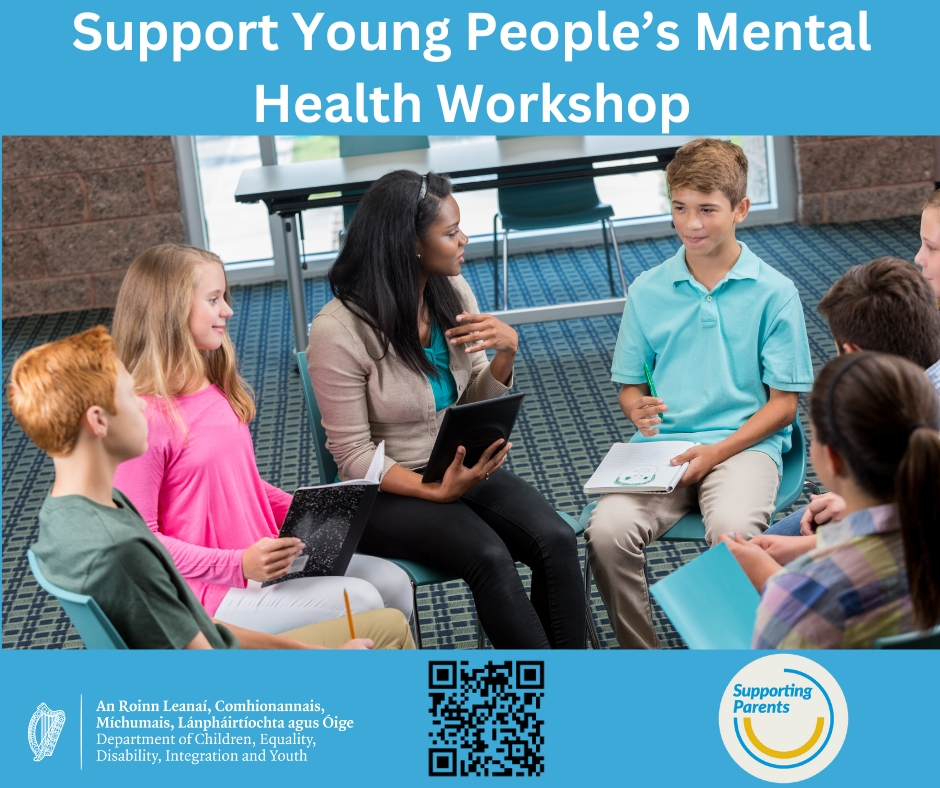 Support Young People’s Mental
Health Workshop
An Roinn Leanaí, Comhionannais,
Míchumais, Lánpháirtíochta agus Óige
Department of Children, Equality,
Disability, Integration and Youth
Supporting
Parents